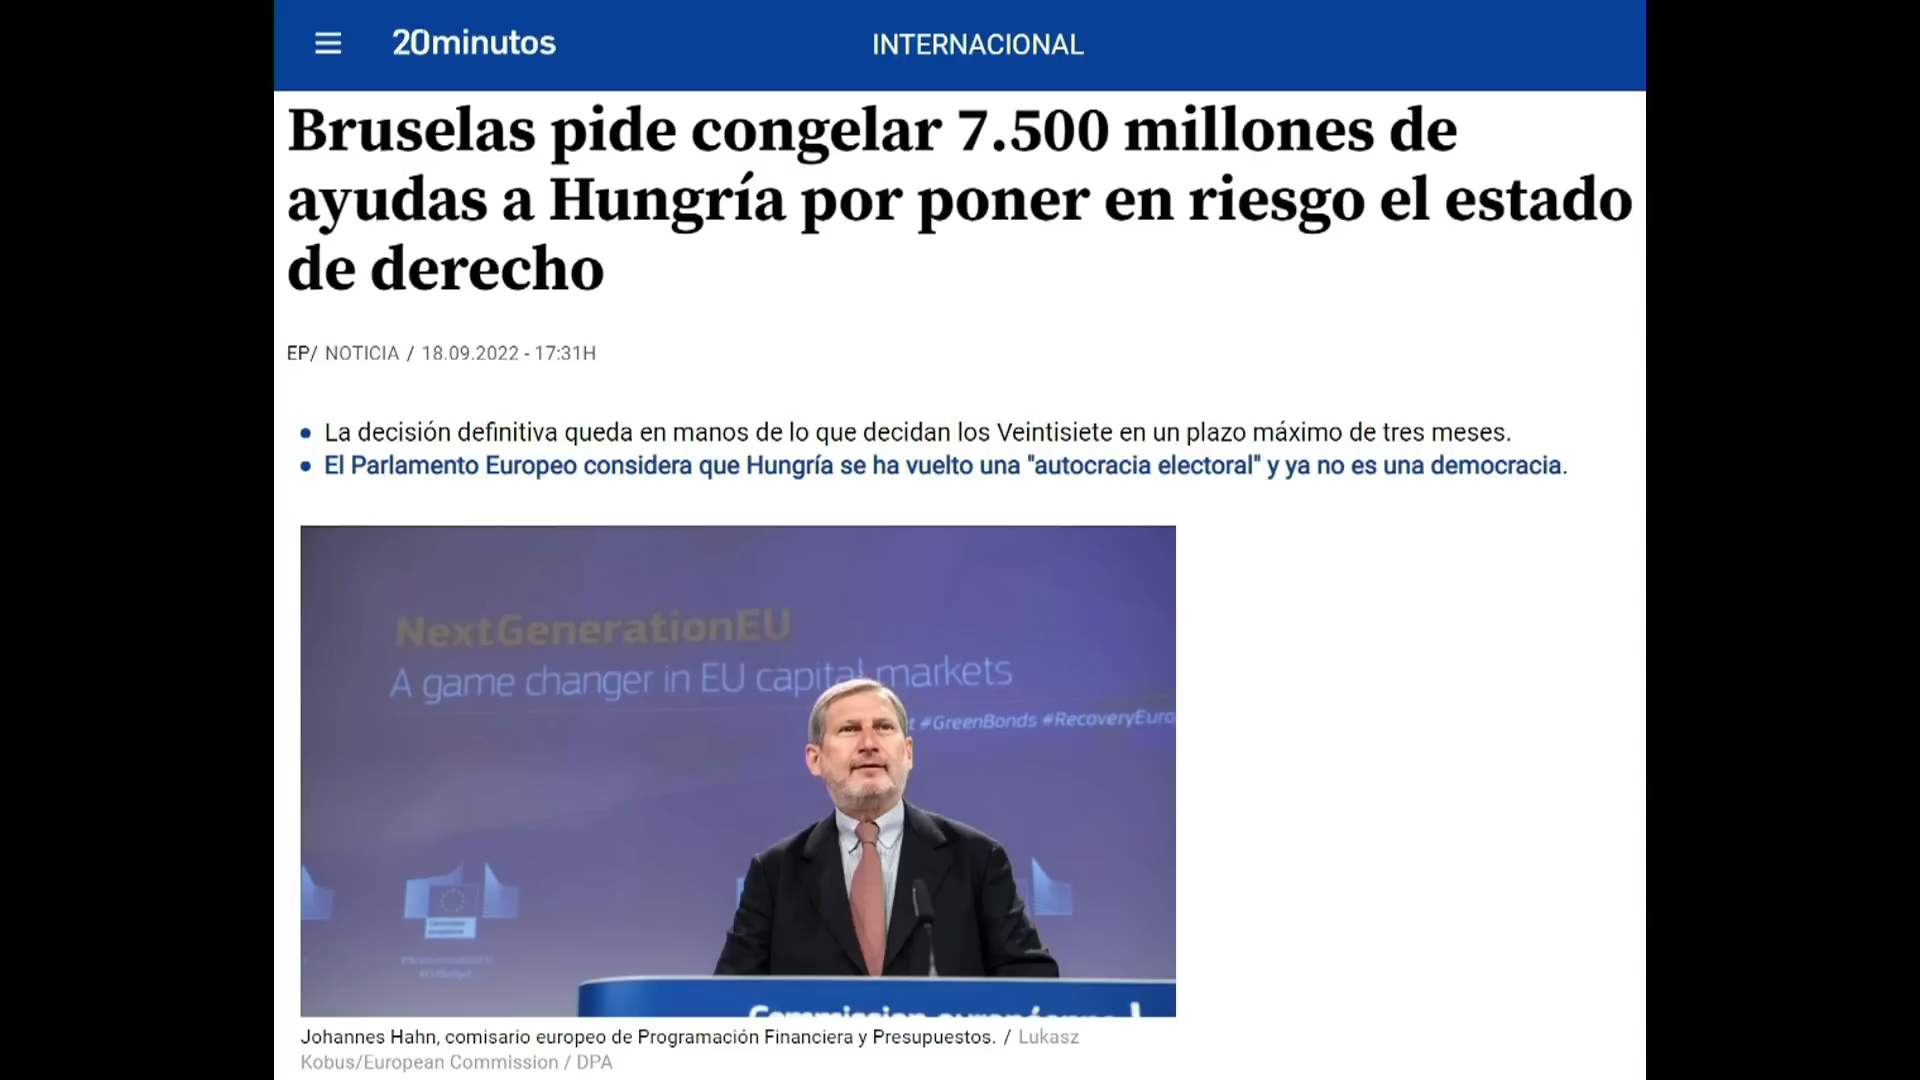 20minutos
INTERNACIONAL
Bruselas pide congelar 7.500 millones de
ayudas a Hungría por poner en riesgo el estado
de derecho
EP/ NOTICIA / 18.09.2022 - 17:31H
La decisión definitiva queda en manos de lo que decidan los Veintisiete en un plazo máximo de tres meses.
El Parlamento Europeo considera que Hungría se ha vuelto una "autocracia electoral" y ya no es una democracia.
NextGenerationEU
A game changer in EU capital markets
#GreenBonds #RecoveryEuro
Johannes Hahn, comisario europeo de Programación Financiera y Presupuestos. / Lukasz
Kobus/European Commission / DPA